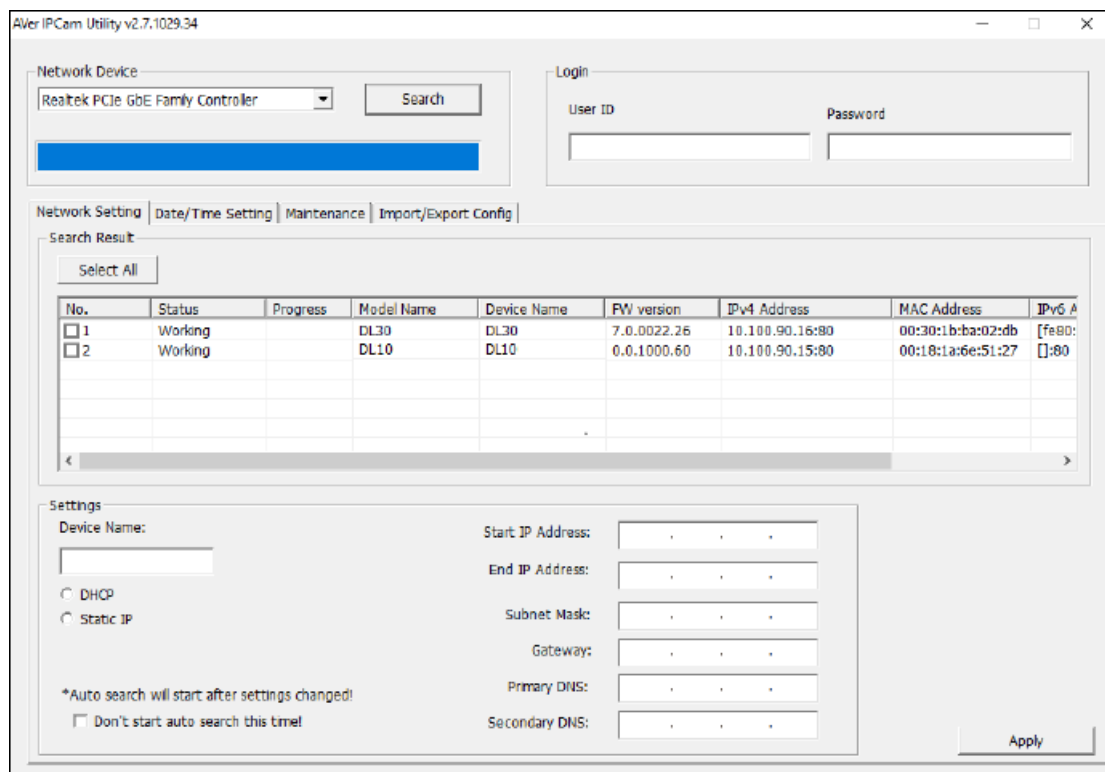 AVer IPCam Utility v2.7.1029.34
Network Device
Login
Realtek PCIe GbE Family Controller
Search
User ID
Password
Network Setting Date/Time Setting Maintenance Import/Export Config
Search Result
Select All
No. Status Progress Model Name Device Name FW version IPv4 Address MAC Address IPv6 A
1 Working DL30 DL30 7.0.0022.26 10.100.90.16:80 00:30:1b:ba:02:db [fe80:
2 Working DL10 DL10 0.0.1000.60 10.100.90.15:80 00:18:1a:6e:51:27 []:80
Settings
Device Name:
Start IP Address: . . .
End IP Address: . . .
DHCP
Static IP
Subnet Mask: . . .
Gateway: . . .
Primary DNS: . . .
*Auto search will start after settings changed!
Don't start auto search this time!
Secondary DNS: . . .
Apply